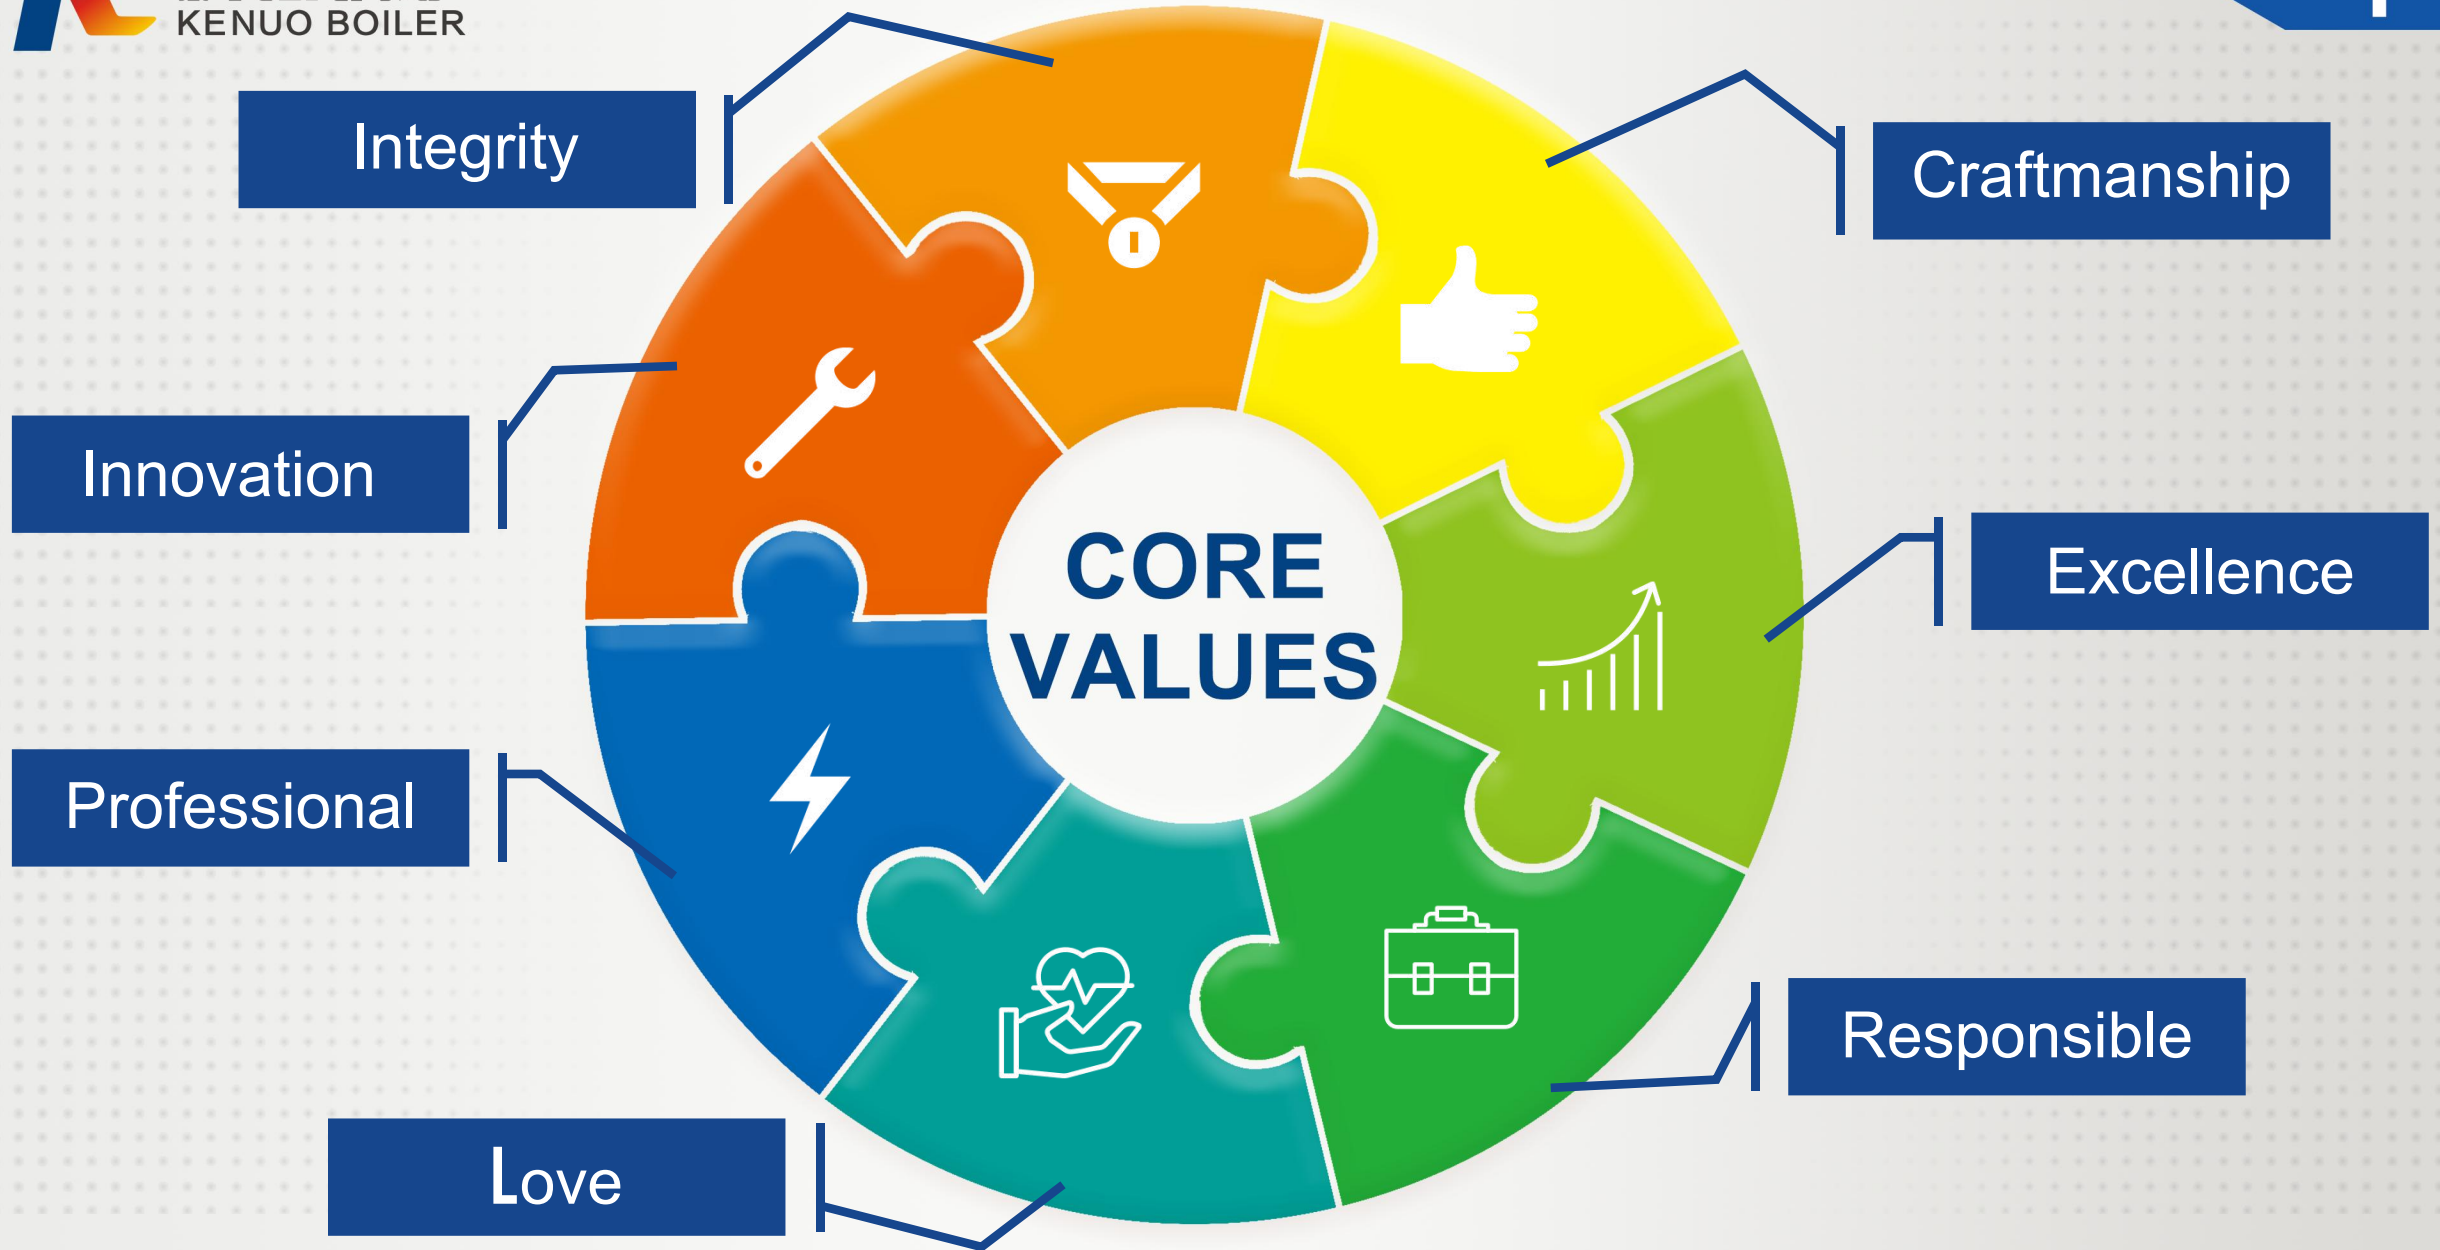 KENUO BOILER
Integrity
Craftmanship
Innovation
CORE
VALUES
Excellence
Professional
Responsible
Love